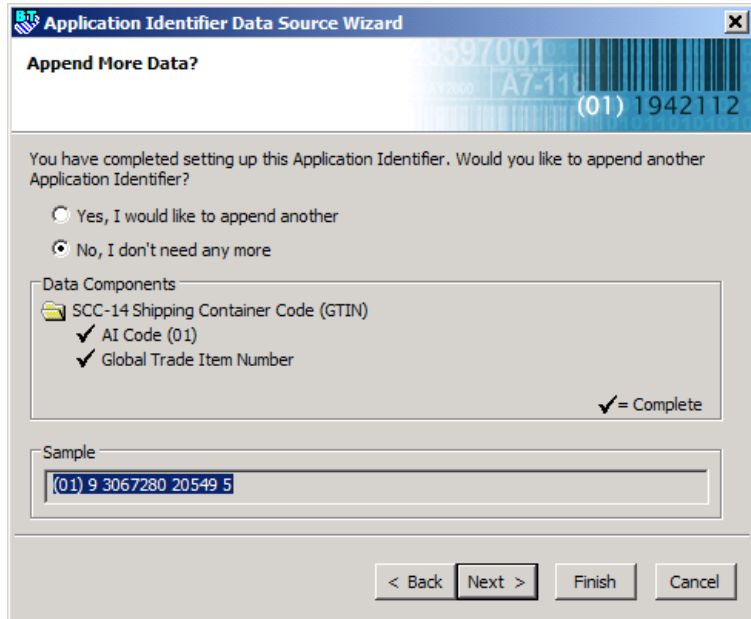 Application Identifier Data Source Wizard
Append More Data?
3597001
A7-118
(01) 1942112
You have completed setting up this Application Identifier. Would you like to append another
Application Identifier?
Yes, I would like to append another
No, I don't need any more
Data Components
SCC-14 Shipping Container Code (GTIN)
AI Code (01)
Global Trade Item Number
= Complete
Sample
(01) 9 3067280 20549 5
< Back
Next >
Finish
Cancel